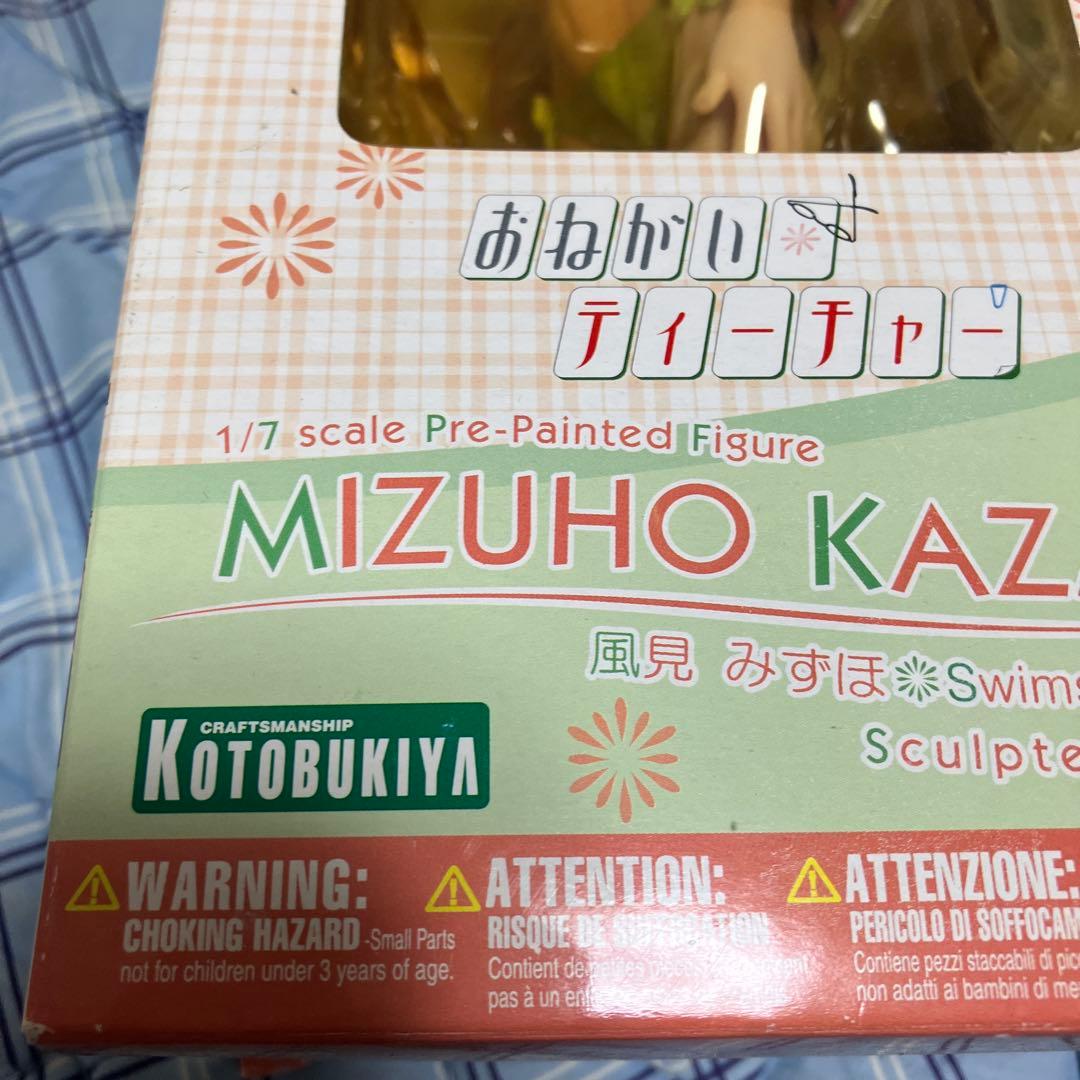 おねがい
ティーチャー
1/7 scale Pre-Painted Figure
MIZUHO KAZ
風見 みずほ Swims
Sculpte
CRAFTSMANSHIP
KOTOBUKIYA
WARNING:
CHOKING HAZARD -Small Parts
not for children under 3 years of age.
ATTENTION:
RISQUE DE
Contient de petites
pas à un en
ATTENZIONE:
PERICOLO DI SOFFOCAM
Contiene pezzi staccabili di pic
non adatti ai bambini di me